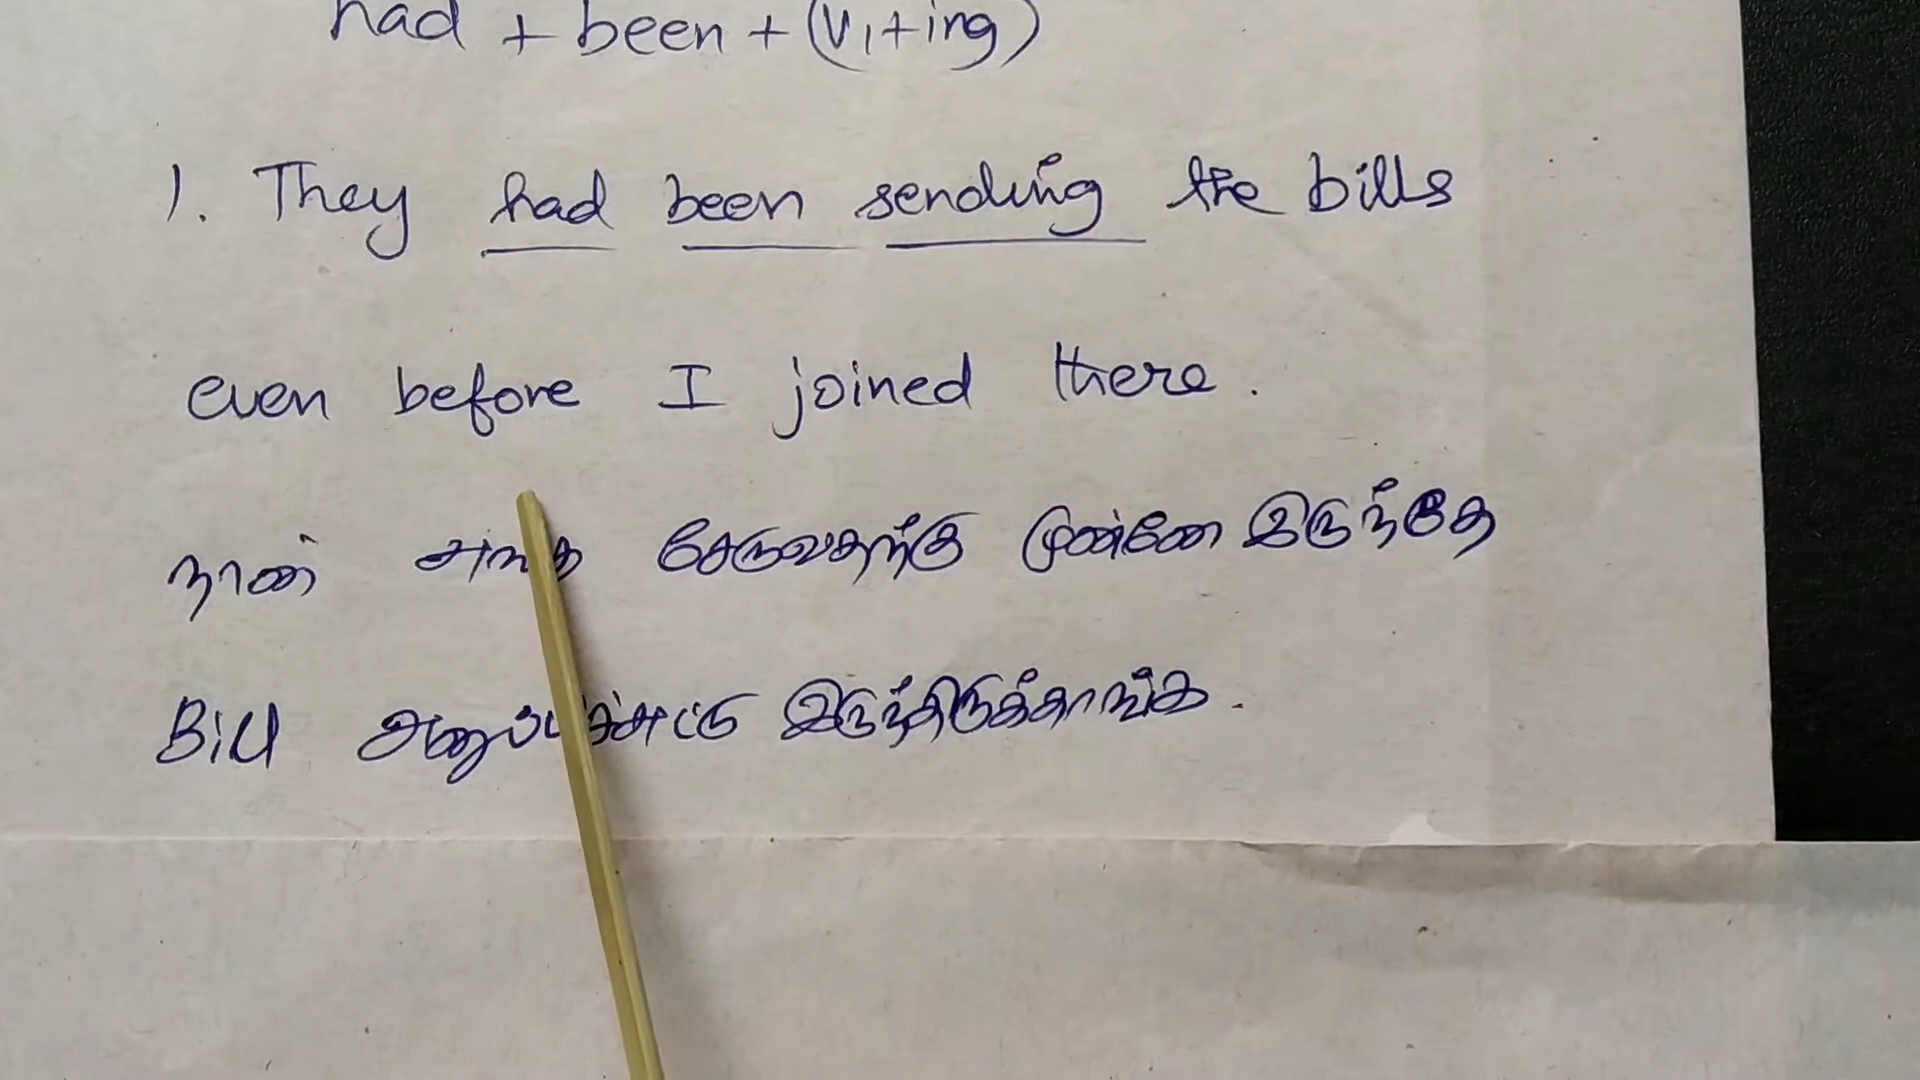 had + been + (V1+ing)
1. They had been sending the bills
even before I joined there.
நான் சேருவதற்கு முன்னே இருந்தே
Bill இருந்திருக்காங்க.